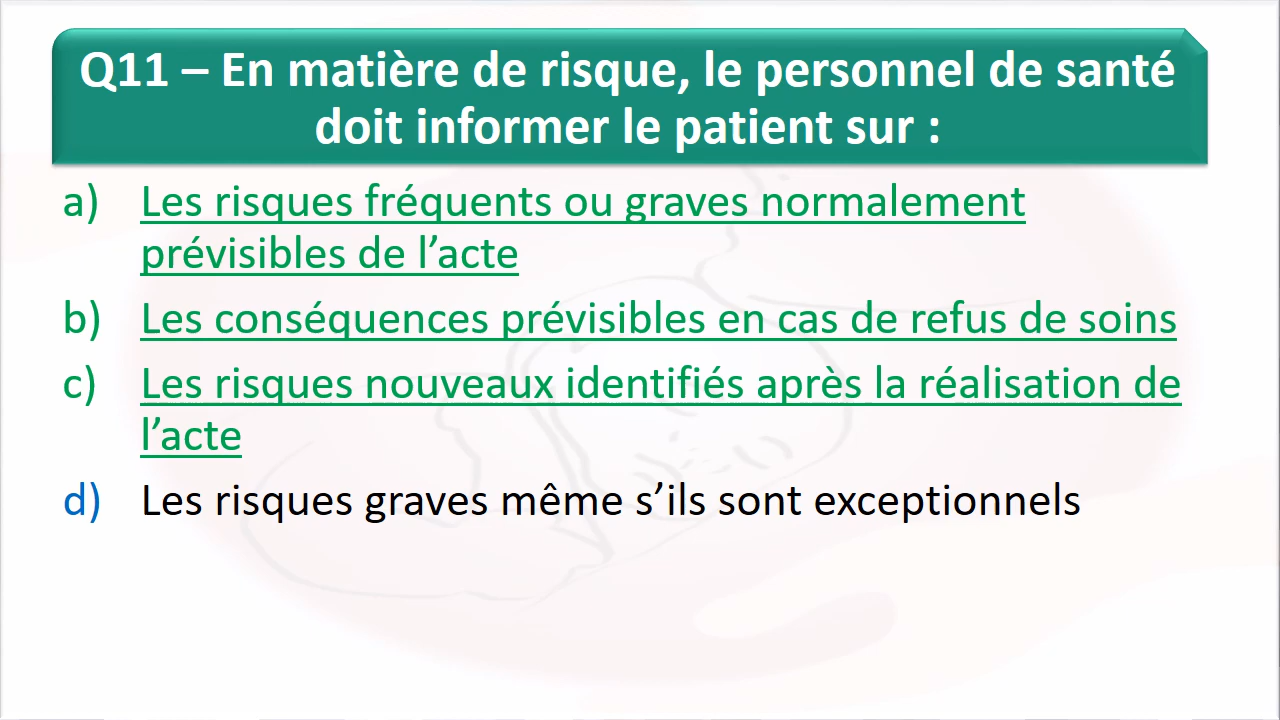 Q11 – En matière de risque, le personnel de santé
doit informer le patient sur :
a) Les risques fréquents ou graves normalement
prévisibles de l’acte
b) Les conséquences prévisibles en cas de refus de soins
c) Les risques nouveaux identifiés après la réalisation de
l’acte
d) Les risques graves même s’ils sont exceptionnels